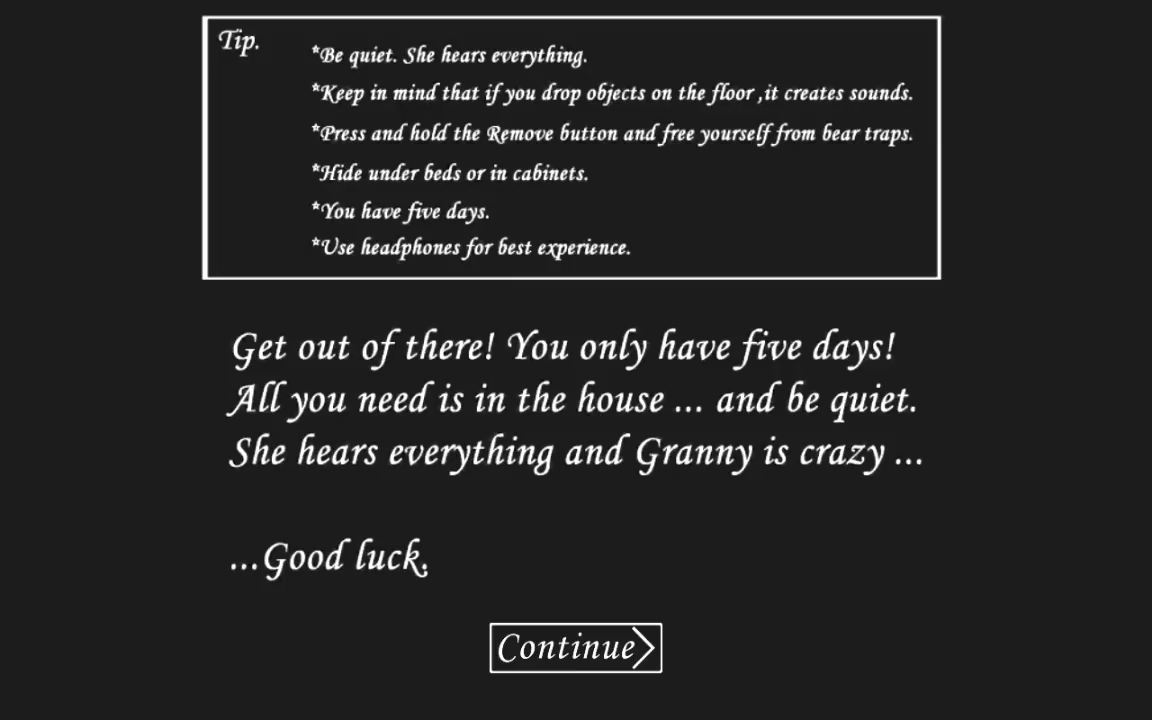 Tip.
*Be quiet. She hears everything.
*Keep in mind that if you drop objects on the floor ,it creates sounds.
*Press and hold the Remove button and free yourself from bear traps.
*Hide under beds or in cabinets.
*You have five days.
*Use headphones for best experience.
Get out of there! You only have five days!
All you need is in the house ... and be quiet.
She hears everything and Granny is crazy ...
...Good luck.
Continue